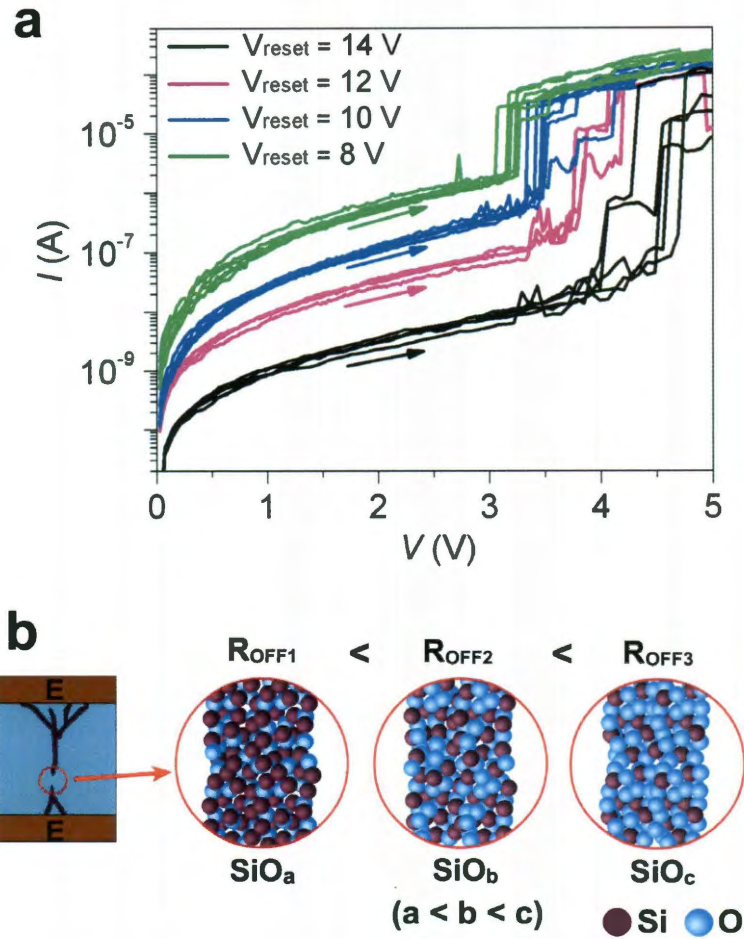 a
Vreset = 14 V
Vreset = 12 V
Vreset = 10 V
Vreset = 8 V
10-5
10-7
10-9
I (A)
0 1 2 3 4 5
V (V)
b
ROFF1 < ROFF2 < ROFF3
E
E
SiOa SiOb SiOc
(a < b < c)
Si O